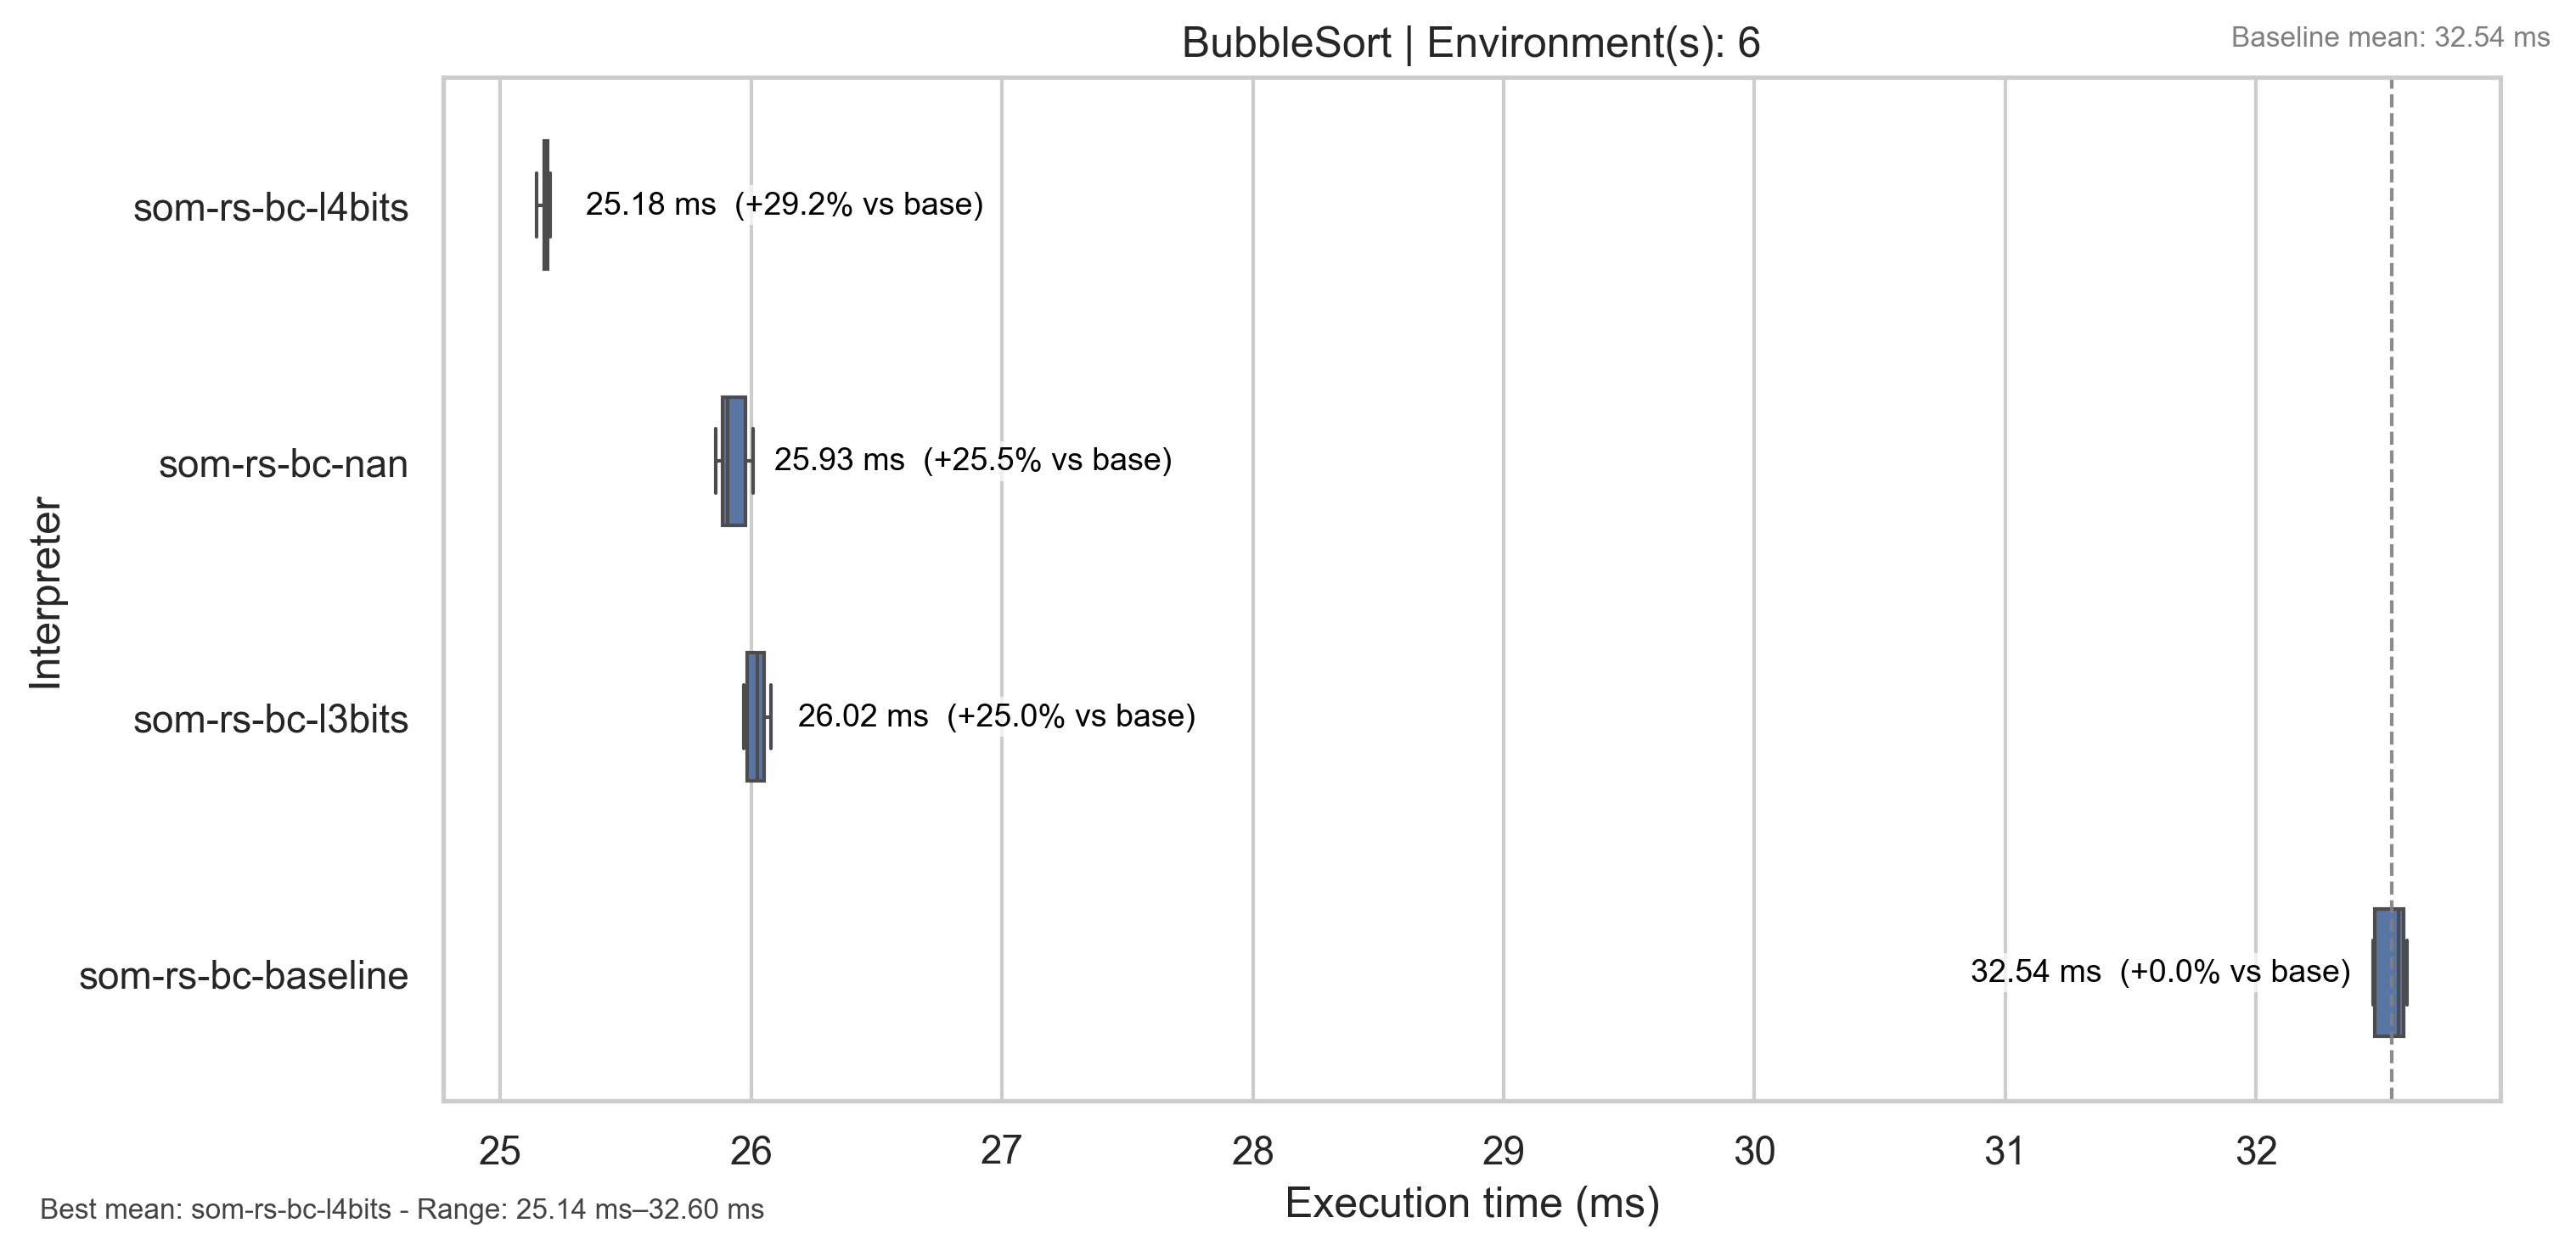 BubbleSort | Environment(s): 6
Baseline mean: 32.54 ms
som-rs-bc-l4bits
25.18 ms  (+29.2% vs base)
som-rs-bc-nan
25.93 ms  (+25.5% vs base)
Interpreter
som-rs-bc-l3bits
26.02 ms  (+25.0% vs base)
som-rs-bc-baseline
32.54 ms  (+0.0% vs base)
25 26 27 28 29 30 31 32
Execution time (ms)
Best mean: som-rs-bc-l4bits - Range: 25.14 ms–32.60 ms